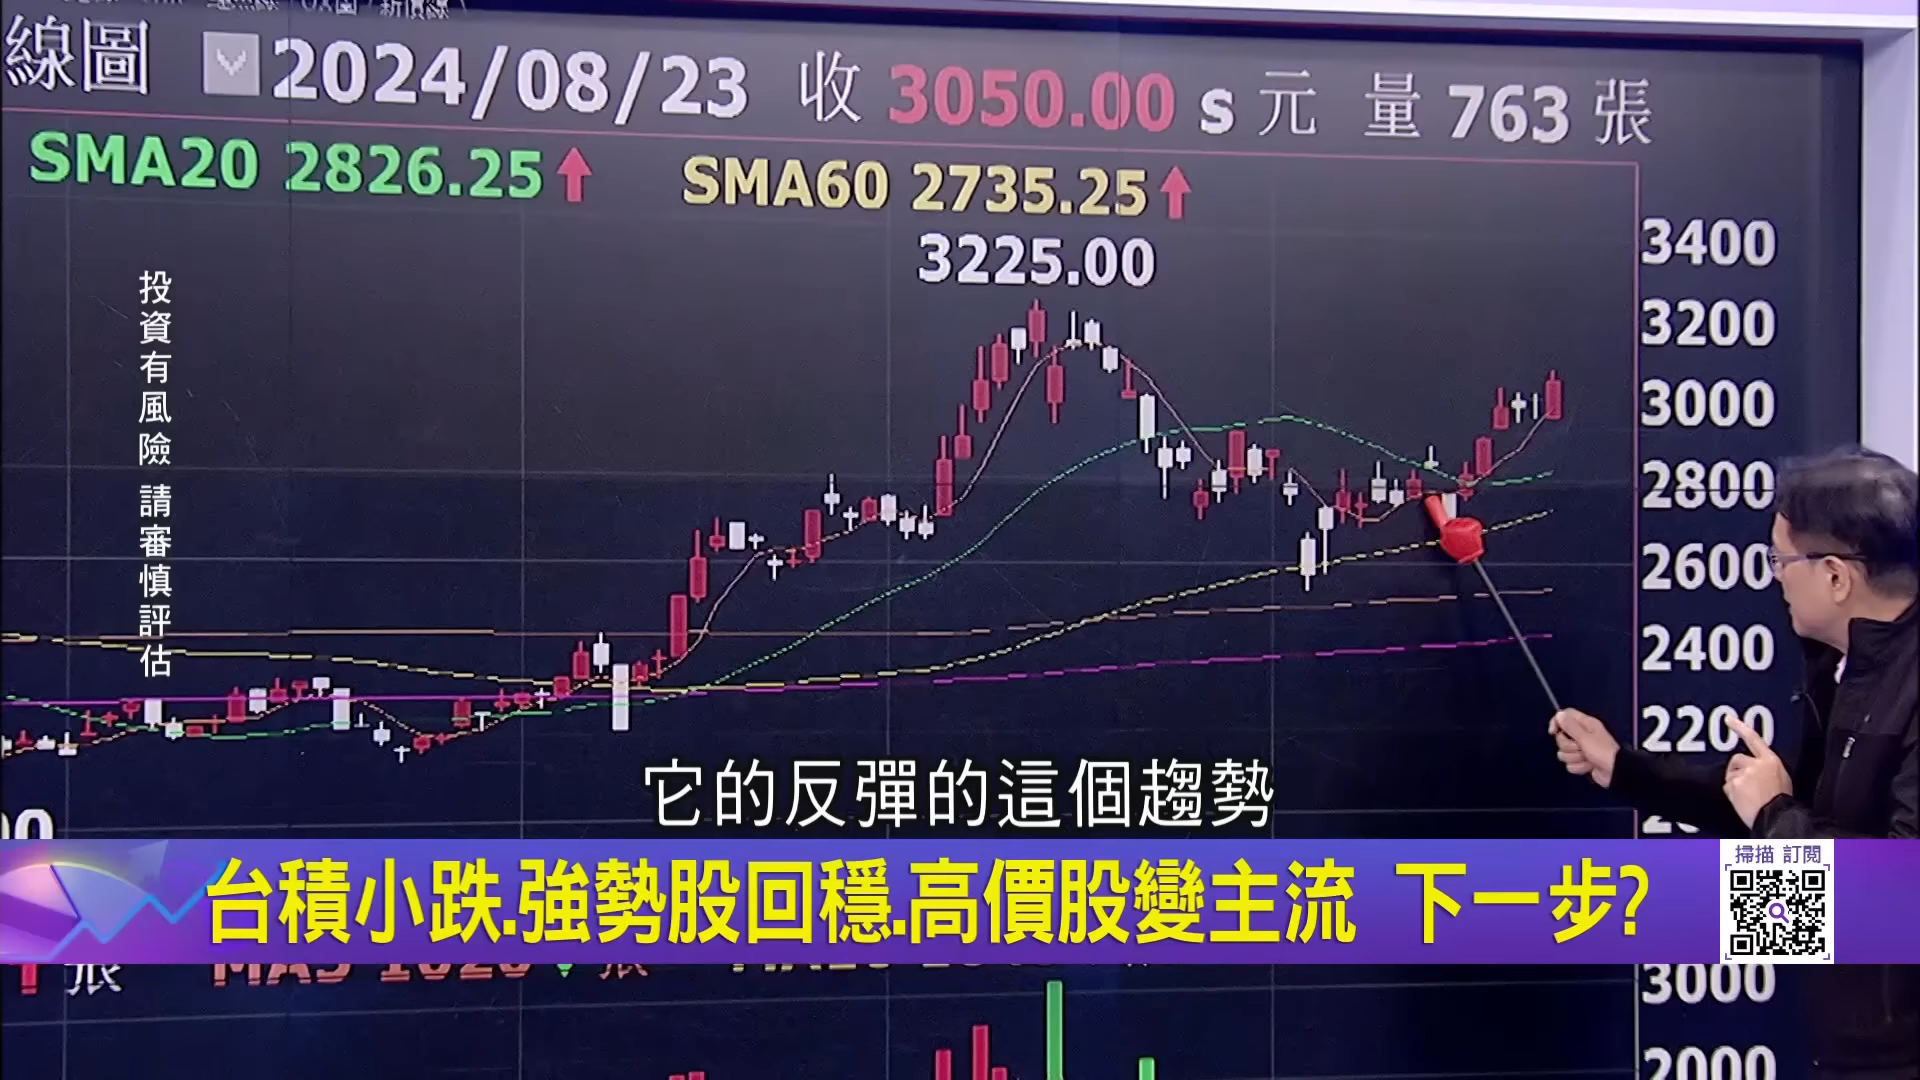 線圖 2024/08/23 收 3050.00 s 元 量 763 張
SMA20 2826.25↑ SMA60 2735.25↑
3225.00
3400
3200
3000
2800
2600
2400
2200
投資有風險 請審慎評估
它的反彈的這個趨勢
掃描 訂閱
台積小跌.強勢股回穩.高價股變主流 下一步?
3000
2000